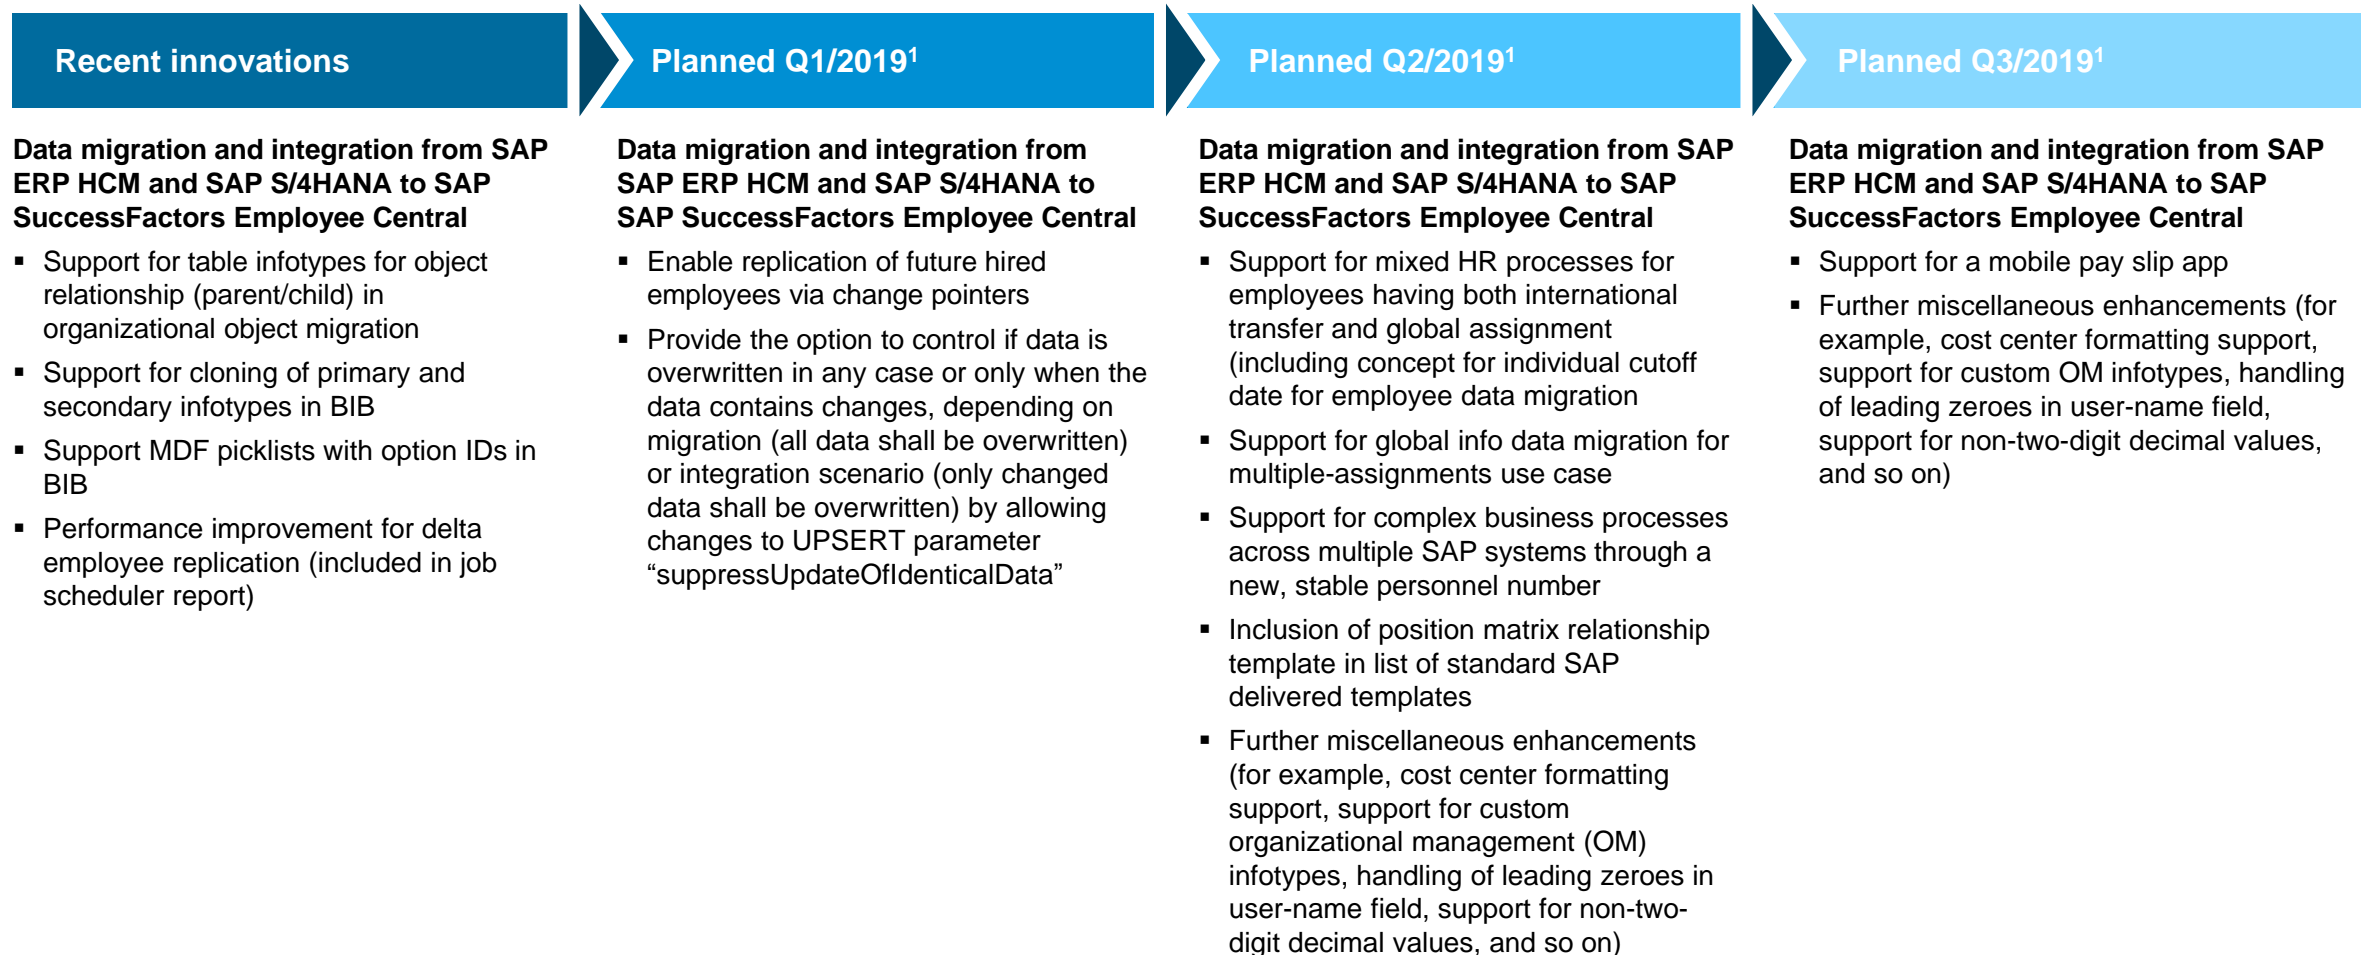 Recent innovations
Data migration and integration from SAP
ERP HCM and SAP S/4HANA to SAP
SuccessFactors Employee Central
▪ Support for table infotypes for object
relationship (parent/child) in
organizational object migration
▪ Support for cloning of primary and
secondary infotypes in BIB
▪ Support MDF picklists with option IDs in
BIB
▪ Performance improvement for delta
employee replication (included in job
scheduler report)
Planned Q1/2019¹
Data migration and integration from
SAP ERP HCM and SAP S/4HANA to
SAP SuccessFactors Employee Central
▪ Enable replication of future hired
employees via change pointers
▪ Provide the option to control if data is
overwritten in any case or only when the
data contains changes, depending on
migration (all data shall be overwritten)
or integration scenario (only changed
data shall be overwritten) by allowing
changes to UPSERT parameter
“suppressUpdateOfIdenticalData”
Planned Q2/2019¹
Data migration and integration from SAP
ERP HCM and SAP S/4HANA to SAP
SuccessFactors Employee Central
▪ Support for mixed HR processes for
employees having both international
transfer and global assignment
(including concept for individual cutoff
date for employee data migration
▪ Support for global info data migration for
multiple-assignments use case
▪ Support for complex business processes
across multiple SAP systems through a
new, stable personnel number
▪ Inclusion of position matrix relationship
template in list of standard SAP
delivered templates
▪ Further miscellaneous enhancements
(for example, cost center formatting
support, support for custom
organizational management (OM)
infotypes, handling of leading zeroes in
user-name field, support for non-two-
digit decimal values, and so on)
Planned Q3/2019¹
Data migration and integration from SAP
ERP HCM and SAP S/4HANA to SAP
SuccessFactors Employee Central
▪ Support for a mobile pay slip app
▪ Further miscellaneous enhancements (for
example, cost center formatting support,
support for custom OM infotypes, handling
of leading zeroes in user-name field,
support for non-two-digit decimal values,
and so on)